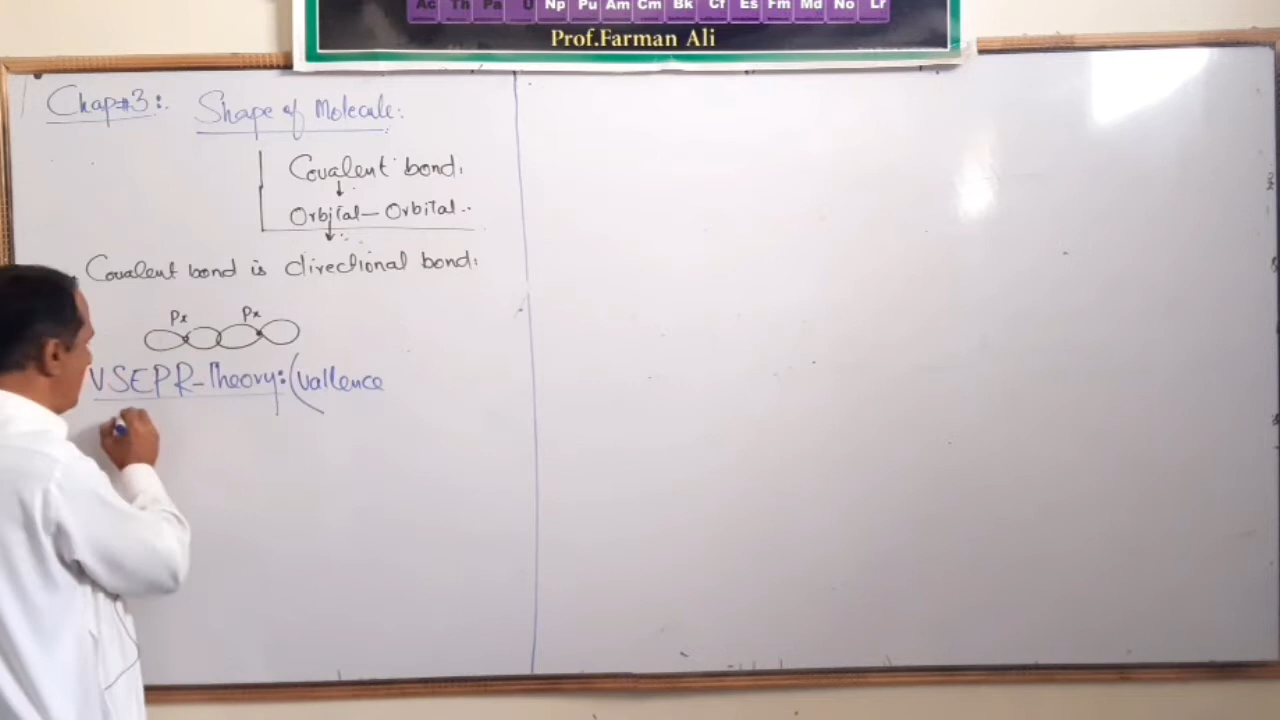 Ac Th Pa U Np Pu Am Cm Bk Cf Es Fm Md No Lr
Prof.Farman Ali
Chap#3:. Shape of Molecule:
Covalent bond.
↓
Orbital — Orbital..
↓
Covalent bond is directional bond:
Px Px
VSEPR-Theory:(vallence